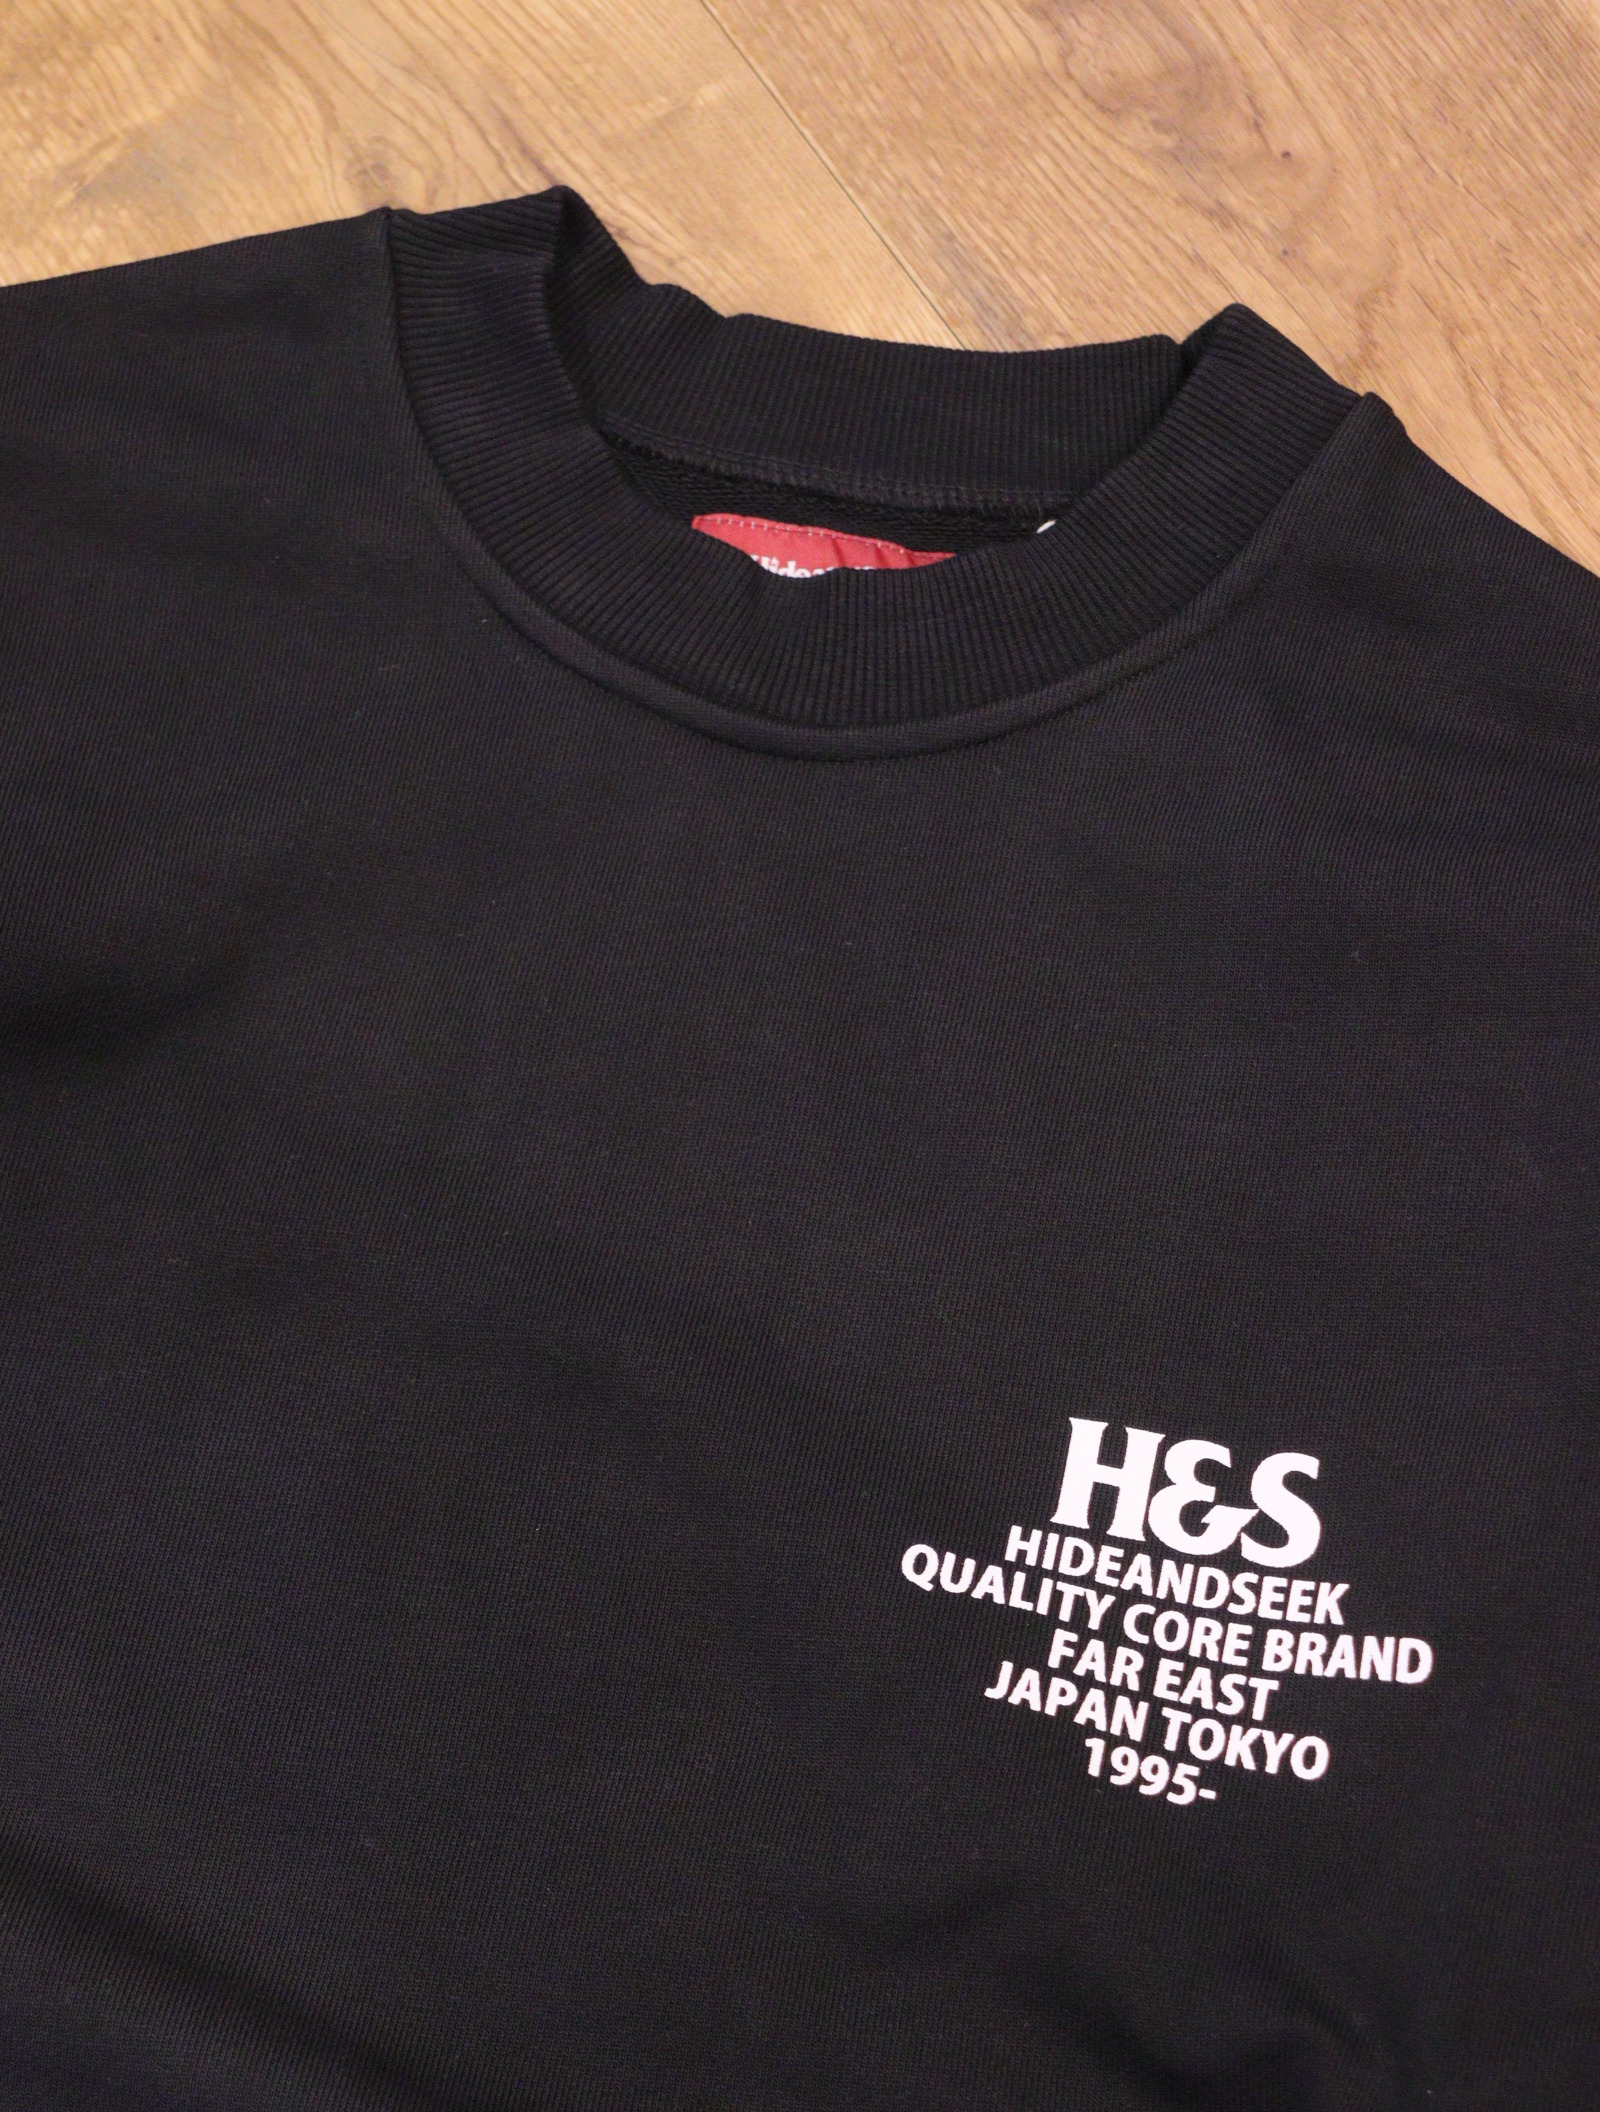 H&S
HIDEANDSEEK
QUALITY CORE BRAND
FAR EAST
JAPAN TOKYO
1995-